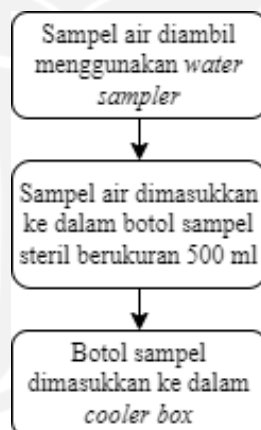 Sampel air diambil
menggunakan water
sampler
Sampel air dimasukkan
ke dalam botol sampel
steril berukuran 500 ml
Botol sampel
dimasukkan ke dalam
cooler box